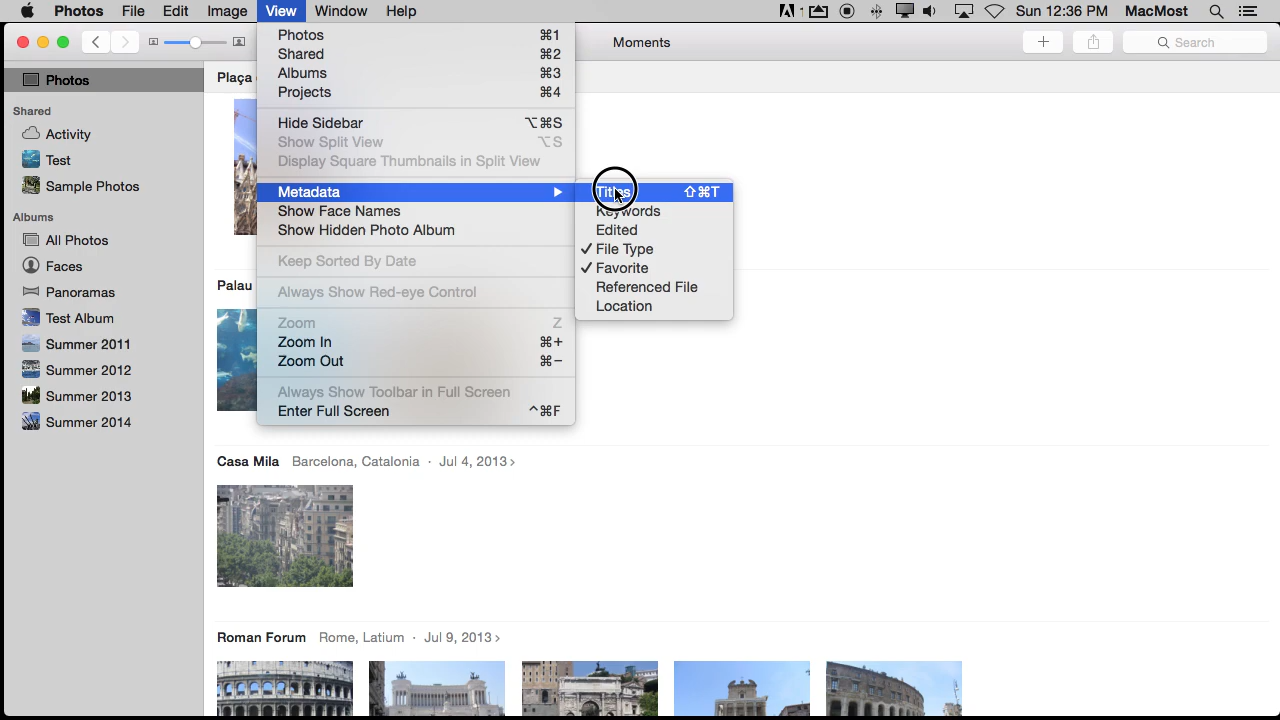 Photos File Edit Image View Window Help 1 Sun 12:36 PM MacMost
Moments
Search
Photos
Shared
Activity
Test
Sample Photos
Albums
All Photos
Faces
Panoramas
Test Album
Summer 2011
Summer 2012
Summer 2013
Summer 2014
Photos ⌘1
Shared ⌘2
Albums ⌘3
Projects ⌘4
Hide Sidebar ⌥⌘S
Show Split View ⌥S
Display Square Thumbnails in Split View
Metadata ▶
Show Face Names
Show Hidden Photo Album
Keep Sorted By Date
Always Show Red-eye Control
Zoom Z
Zoom In ⌘+
Zoom Out ⌘−
Always Show Toolbar in Full Screen
Enter Full Screen ^⌘F
Titles ⇧⌘T
Keywords
Edited
✓ File Type
✓ Favorite
Referenced File
Location
Plaça
Palau
Casa Mila Barcelona, Catalonia · Jul 4, 2013 >
Roman Forum Rome, Latium · Jul 9, 2013 >